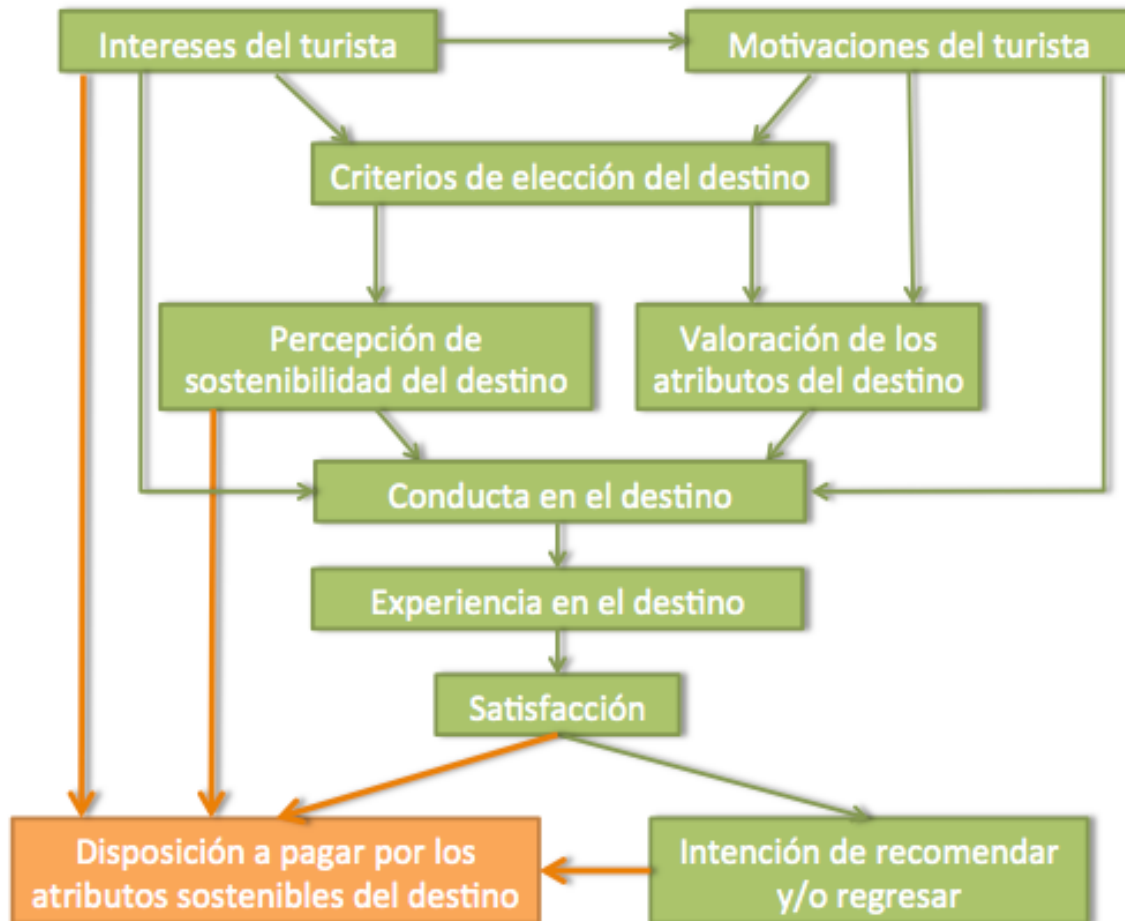 Intereses del turista
Motivaciones del turista
Criterios de elección del destino
Percepción de
sostenibilidad del destino
Valoración de los
atributos del destino
Conducta en el destino
Experiencia en el destino
Satisfacción
Disposición a pagar por los
atributos sostenibles del destino
Intención de recomendar
y/o regresar